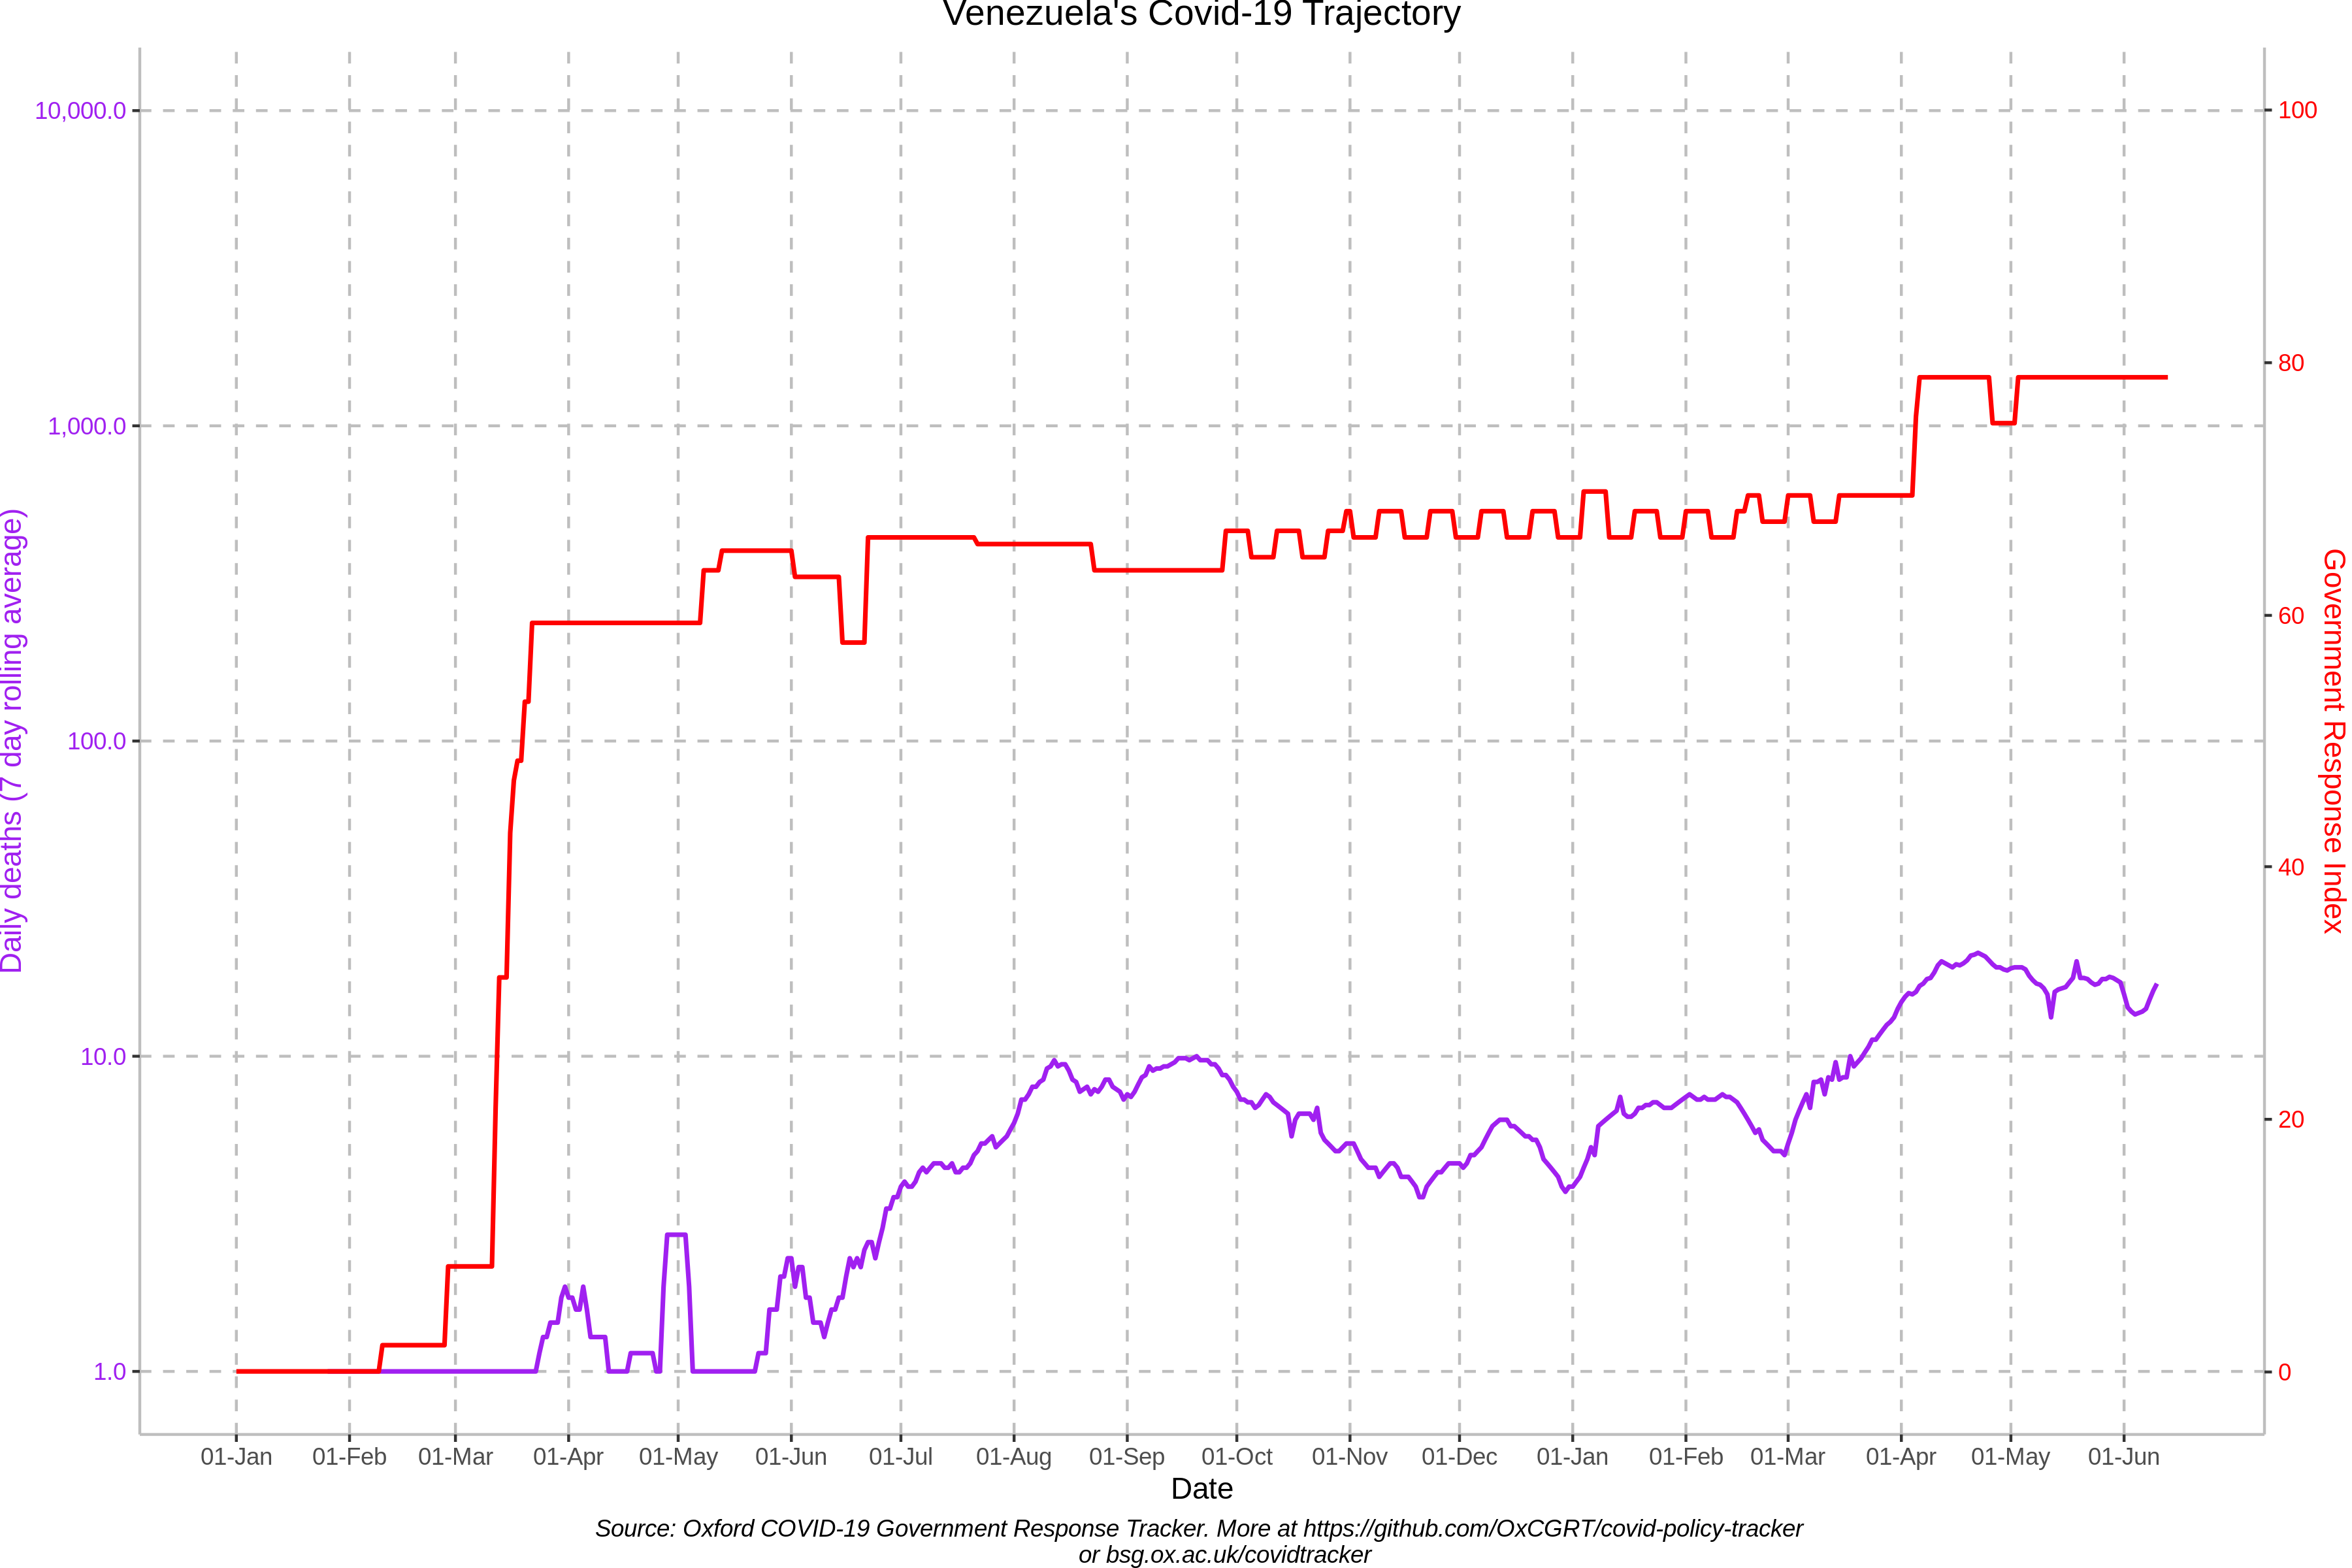 Venezuela's Covid-19 Trajectory
10,000.0
1,000.0
100.0
10.0
1.0
Daily deaths (7 day rolling average)
100
80
60
40
20
0
Government Response Index
01-Jan 01-Feb 01-Mar 01-Apr 01-May 01-Jun 01-Jul 01-Aug 01-Sep 01-Oct 01-Nov 01-Dec 01-Jan 01-Feb 01-Mar 01-Apr 01-May 01-Jun
Date
Source: Oxford COVID-19 Government Response Tracker. More at https://github.com/OxCGRT/covid-policy-tracker
or bsg.ox.ac.uk/covidtracker